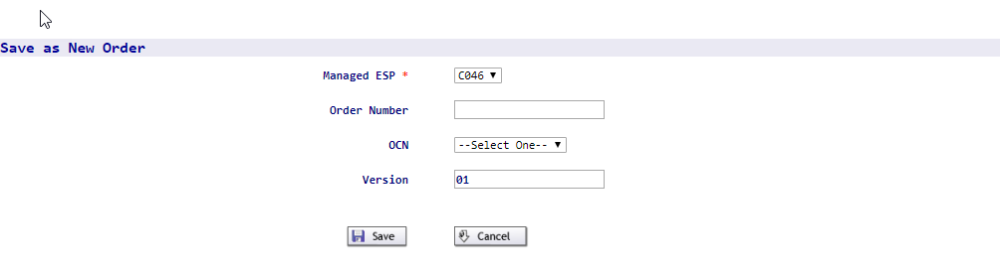 Save as New Order
Managed ESP * C046
Order Number
OCN --Select One--
Version 01
Save Cancel